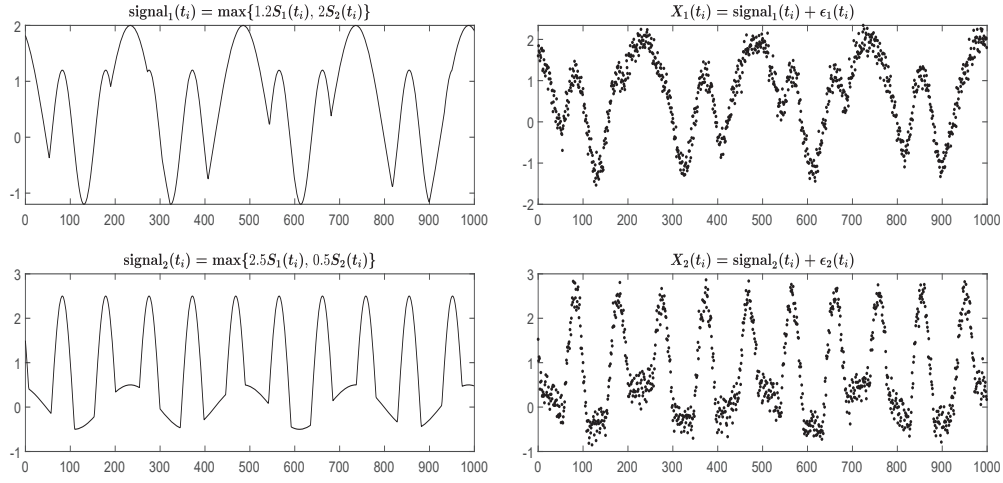 signal₁(tᵢ) = max{1.2S₁(tᵢ), 2S₂(tᵢ)}
2
1
0
-1
0 100 200 300 400 500 600 700 800 900 1000
X₁(tᵢ) = signal₁(tᵢ) + ϵ₁(tᵢ)
2
1
0
-1
-2
0 100 200 300 400 500 600 700 800 900 1000
signal₂(tᵢ) = max{2.5S₁(tᵢ), 0.5S₂(tᵢ)}
3
2
1
0
-1
0 100 200 300 400 500 600 700 800 900 1000
X₂(tᵢ) = signal₂(tᵢ) + ϵ₂(tᵢ)
3
2
1
0
-1
0 100 200 300 400 500 600 700 800 900 1000